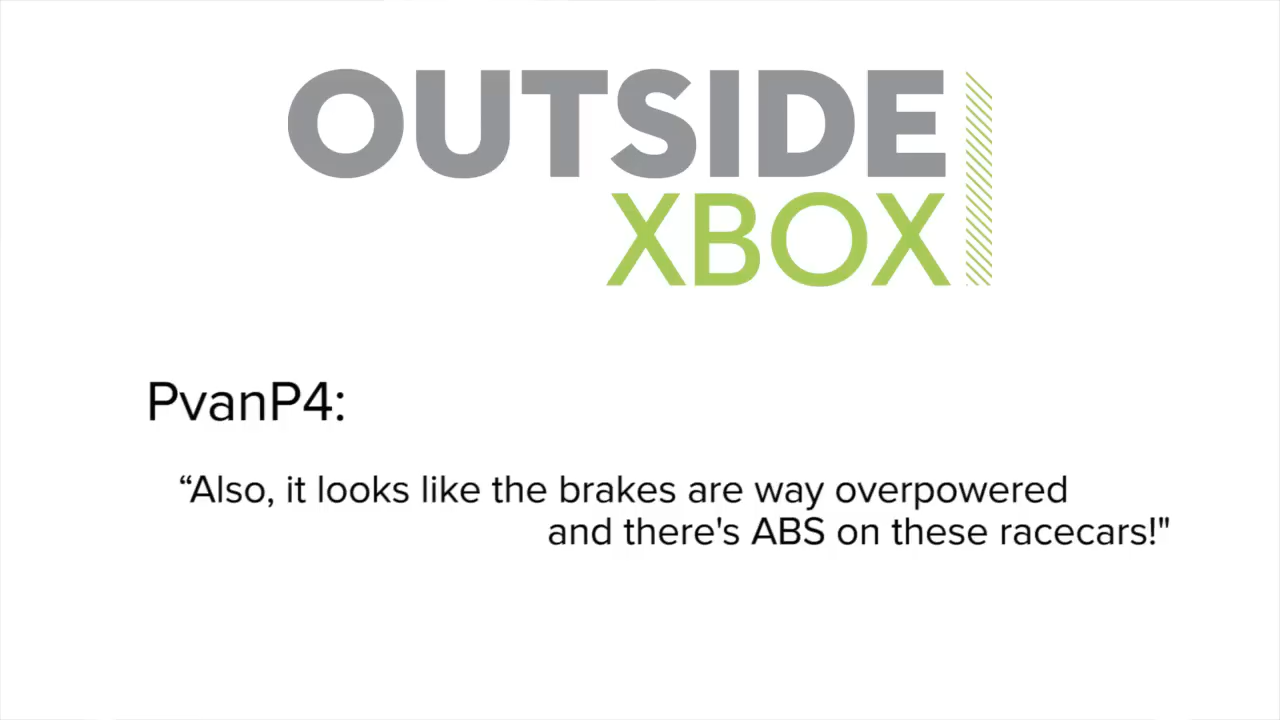 OUTSIDE
XBOX
PvanP4:
“Also, it looks like the brakes are way overpowered
and there's ABS on these racecars!"